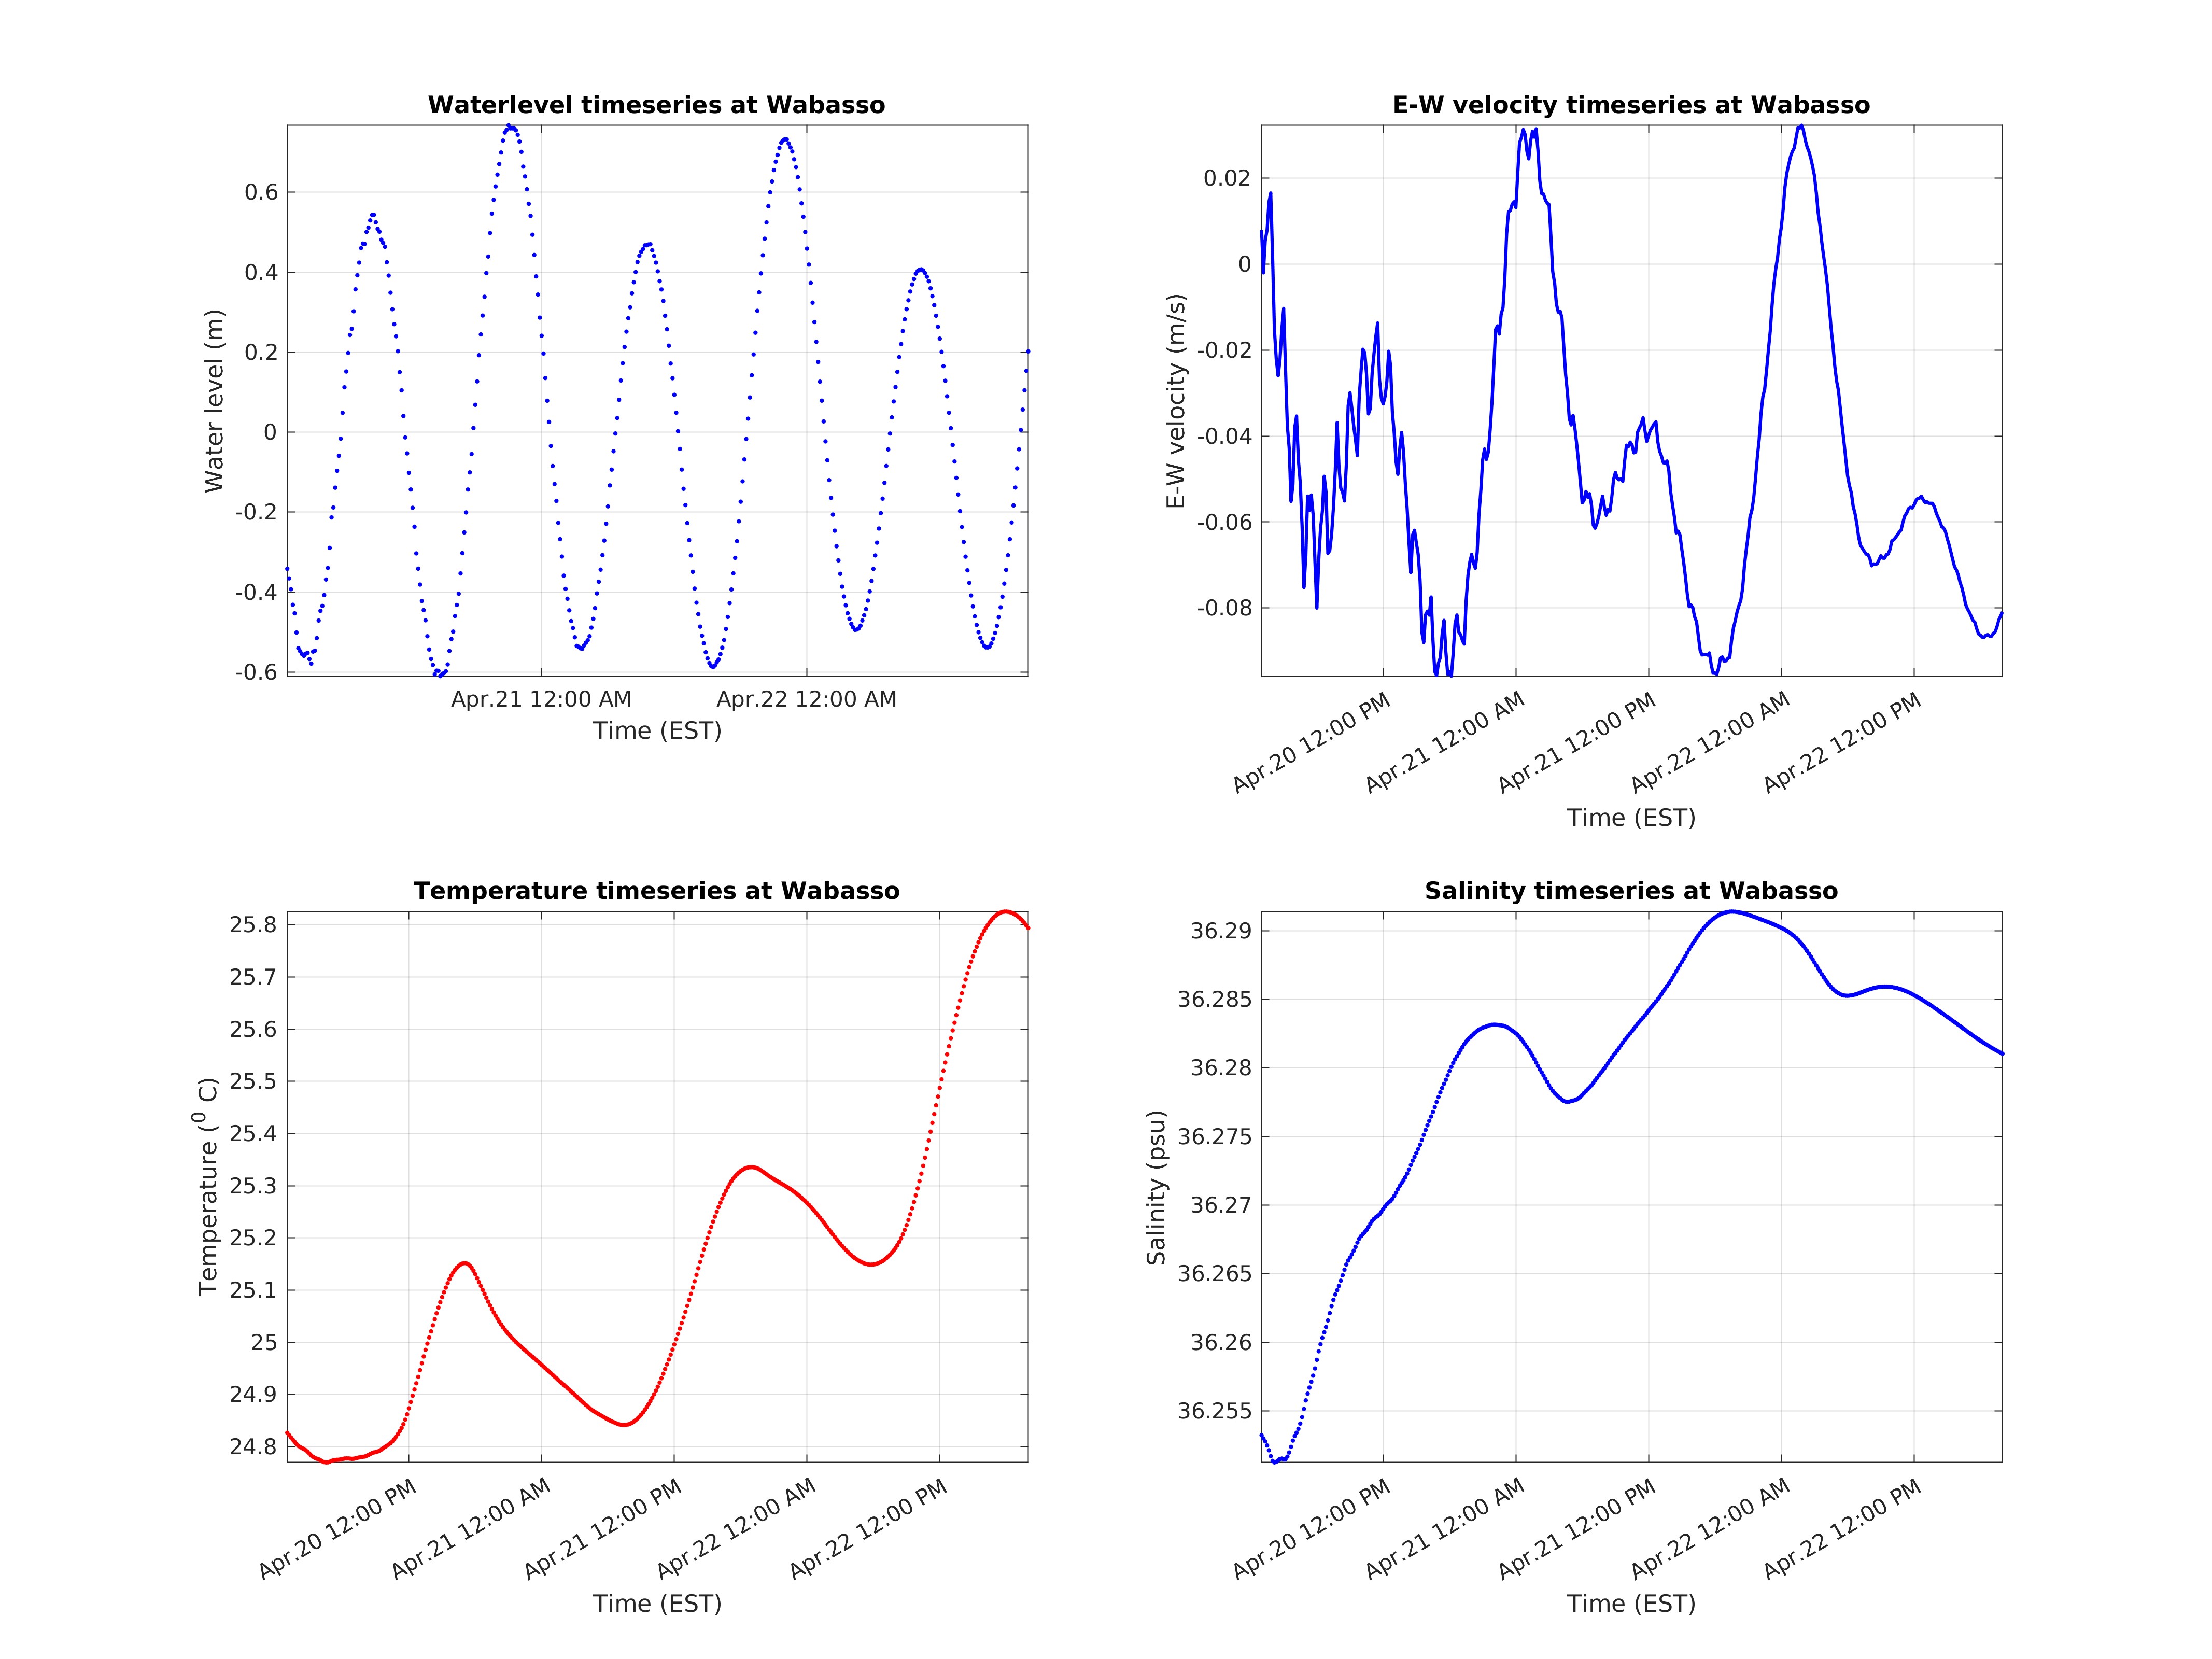 Waterlevel timeseries at Wabasso
Water level (m)
0.6
0.4
0.2
0
-0.2
-0.4
-0.6
Apr.21 12:00 AM
Apr.22 12:00 AM
Time (EST)
E-W velocity timeseries at Wabasso
E-W velocity (m/s)
0.02
0
-0.02
-0.04
-0.06
-0.08
Apr.20 12:00 PM
Apr.21 12:00 AM
Apr.21 12:00 PM
Apr.22 12:00 AM
Apr.22 12:00 PM
Time (EST)
Temperature timeseries at Wabasso
Temperature (⁰ C)
25.8
25.7
25.6
25.5
25.4
25.3
25.2
25.1
25
24.9
24.8
Apr.20 12:00 PM
Apr.21 12:00 AM
Apr.21 12:00 PM
Apr.22 12:00 AM
Apr.22 12:00 PM
Time (EST)
Salinity timeseries at Wabasso
Salinity (psu)
36.29
36.285
36.28
36.275
36.27
36.265
36.26
36.255
Apr.20 12:00 PM
Apr.21 12:00 AM
Apr.21 12:00 PM
Apr.22 12:00 AM
Apr.22 12:00 PM
Time (EST)